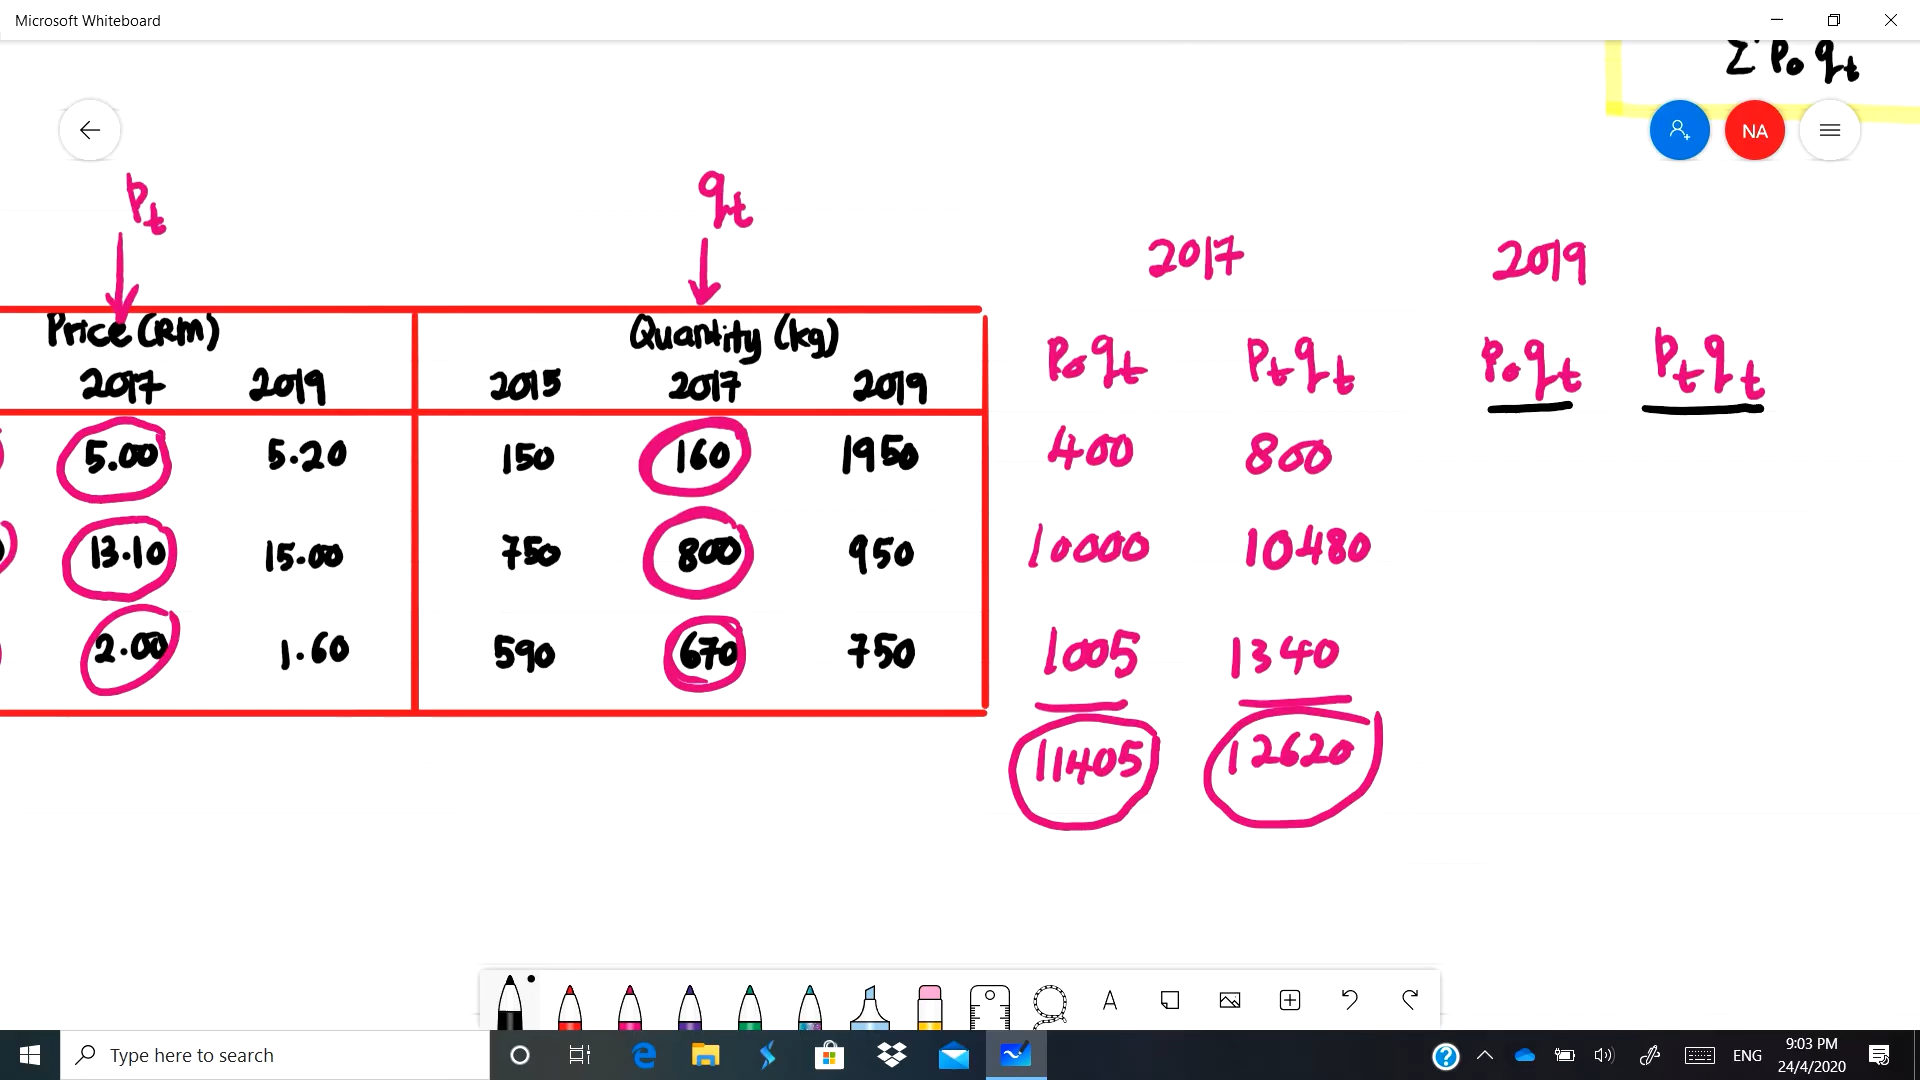 Microsoft Whiteboard
Σ P₀ qₜ
NA
Pₜ
qₜ
2017 2019
Price (RM) Quantity (kg)
P₀qₜ Pₜqₜ P₀qₜ Pₜqₜ
2017 2019 2015 2017 2019
5.00 5.20 150 160 1950 400 800
13.10 15.00 750 800 950 10000 10480
2.00 1.60 590 670 750 1005 1340
11405 12620
Type here to search
ENG
9:03 PM
24/4/2020